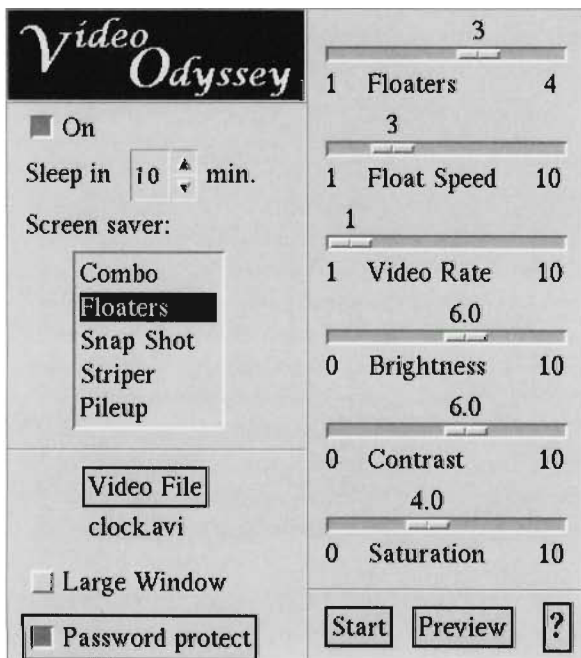 Video
Odyssey
On
Sleep in 10 min.
Screen saver:
Combo
Floaters
Snap Shot
Striper
Pileup
Video File
clock.avi
Large Window
Password protect
3
1 Floaters 4
3
1 Float Speed 10
1
1 Video Rate 10
6.0
0 Brightness 10
6.0
0 Contrast 10
4.0
0 Saturation 10
Start Preview ?